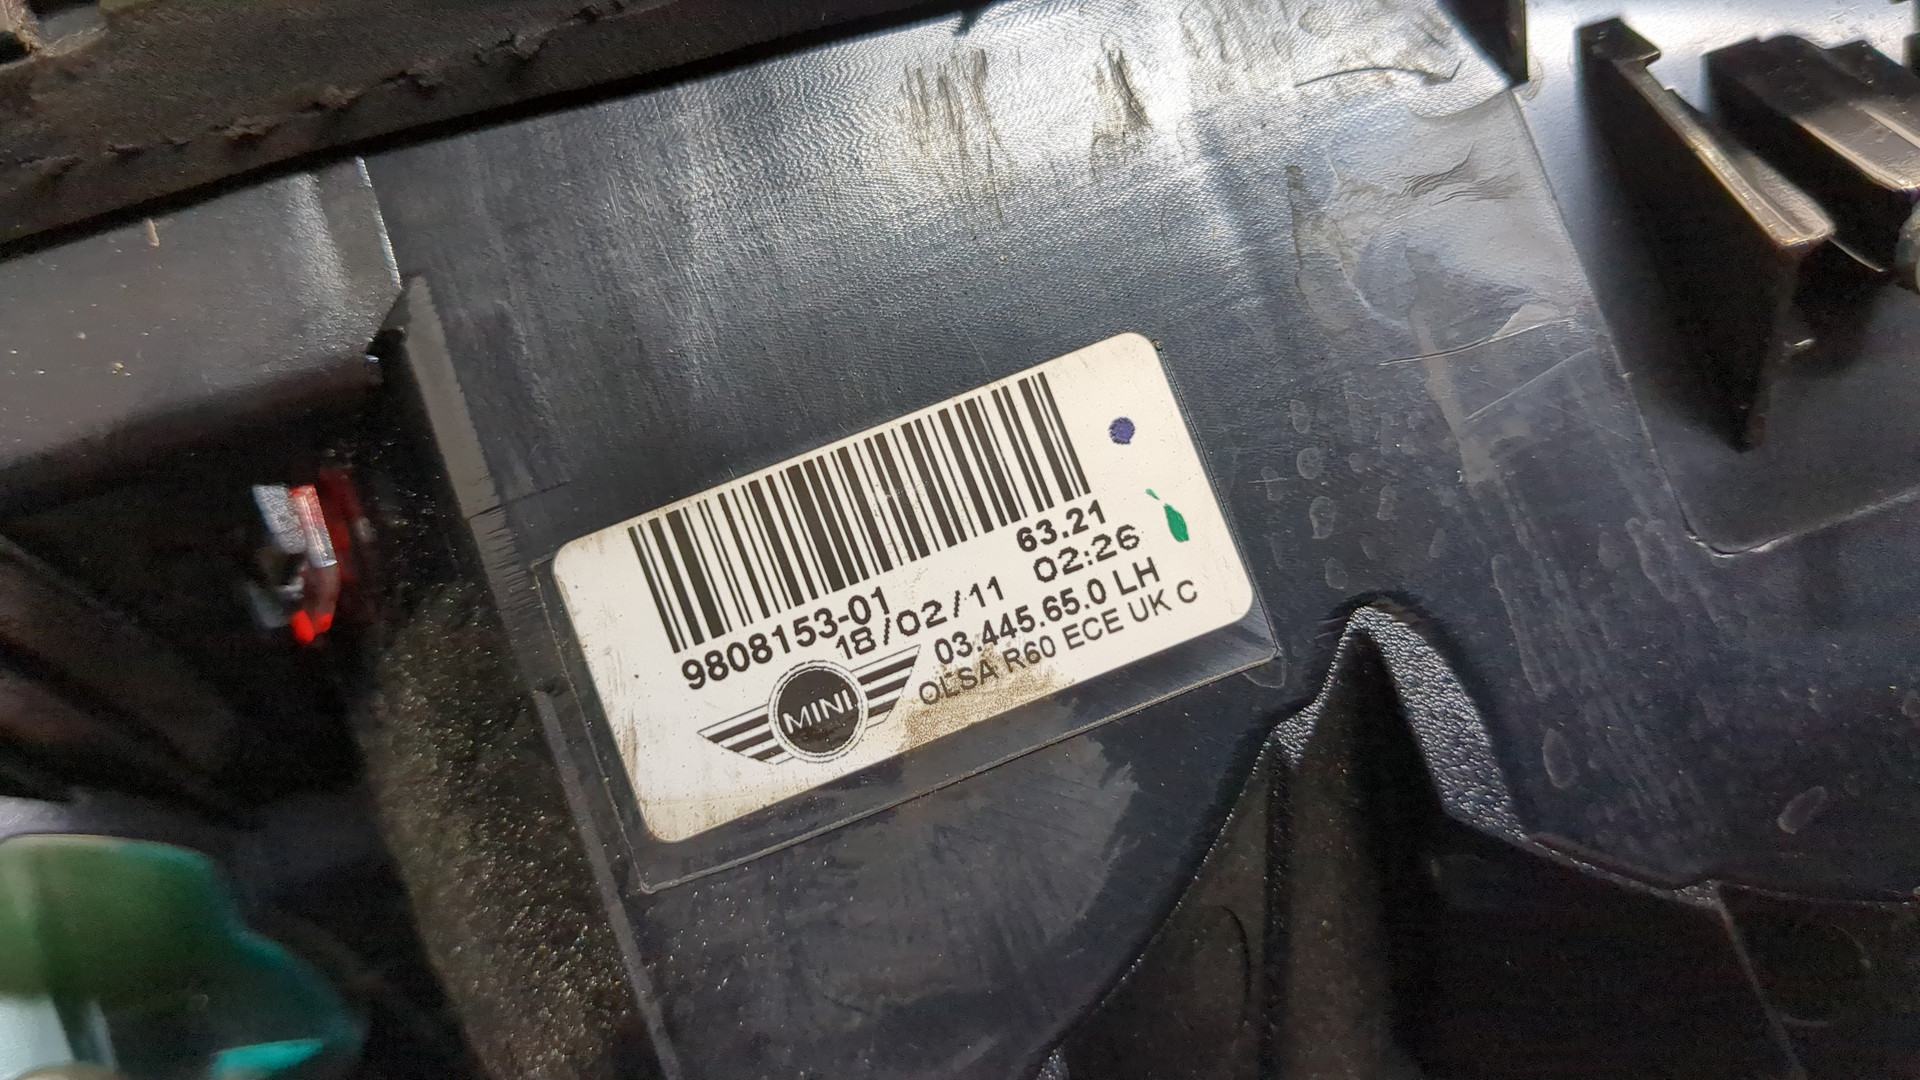 63.21
9808153-01
18/02/11 02:26
03.445.65.0 LH
MINI
OLSA R60 ECE UK C